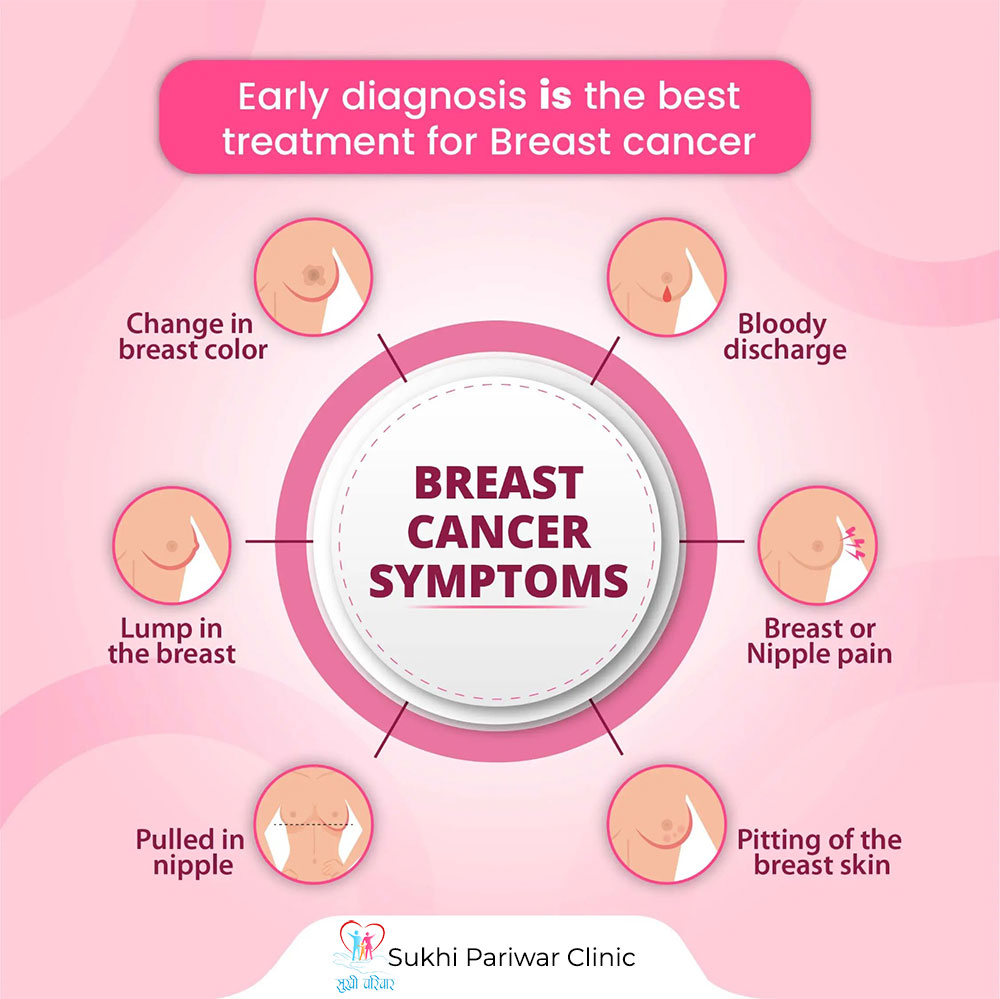 Early diagnosis is the best
treatment for Breast cancer
Change in
breast color
Bloody
discharge
BREAST
CANCER
SYMPTOMS
Lump in
the breast
Breast or
Nipple pain
Pulled in
nipple
Pitting of the
breast skin
Sukhi Pariwar Clinic
सुखी परिवार